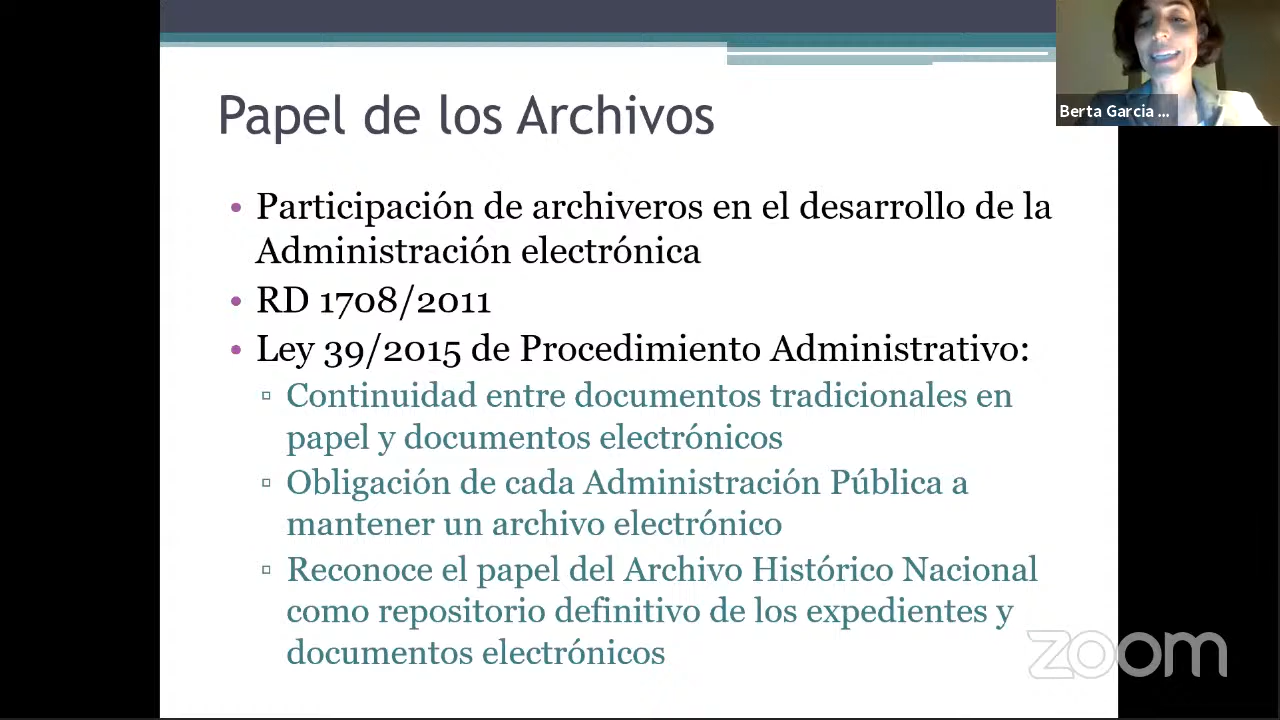 Papel de los Archivos
Berta Garcia ...
• Participación de archiveros en el desarrollo de la
Administración electrónica
• RD 1708/2011
• Ley 39/2015 de Procedimiento Administrativo:
▫ Continuidad entre documentos tradicionales en
papel y documentos electrónicos
▫ Obligación de cada Administración Pública a
mantener un archivo electrónico
▫ Reconoce el papel del Archivo Histórico Nacional
como repositorio definitivo de los expedientes y
documentos electrónicos
zoom